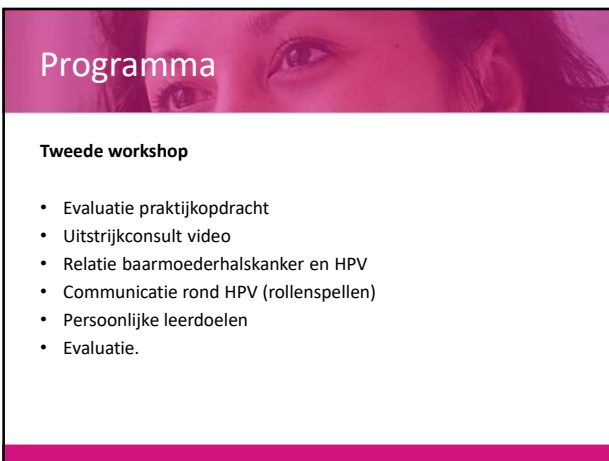 Programma
Tweede workshop
• Evaluatie praktijkopdracht
• Uitstrijkconsult video
• Relatie baarmoederhalskanker en HPV
• Communicatie rond HPV (rollenspellen)
• Persoonlijke leerdoelen
• Evaluatie.